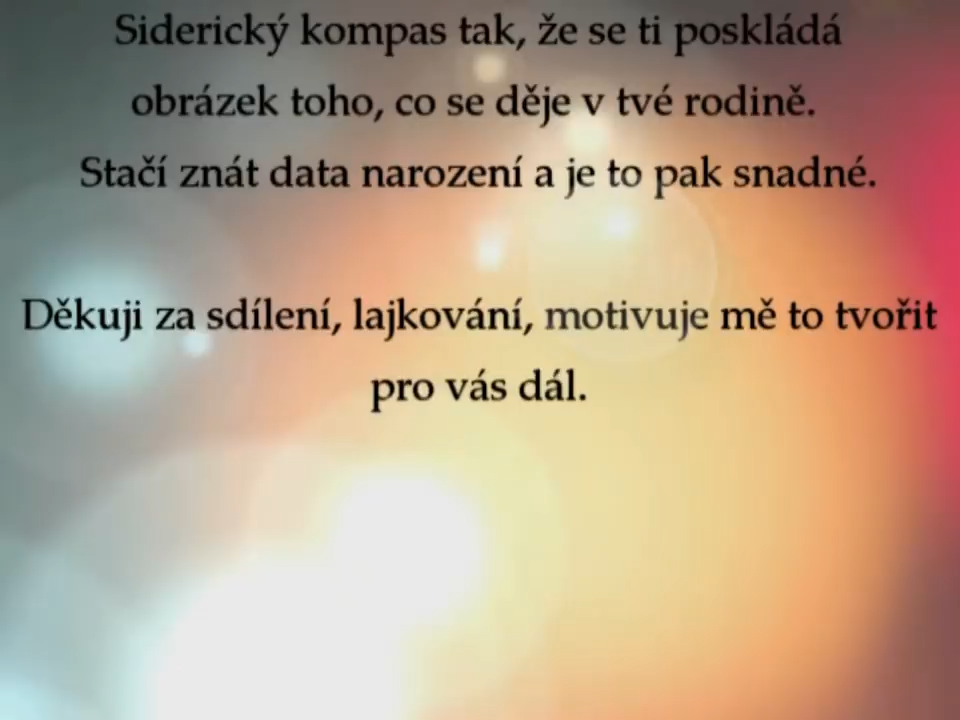 Siderický kompas tak, že se ti poskládá
obrázek toho, co se děje v tvé rodině.
Stačí znát data narození a je to pak snadné.
Děkuji za sdílení, lajkování, motivuje mě to tvořit
pro vás dál.